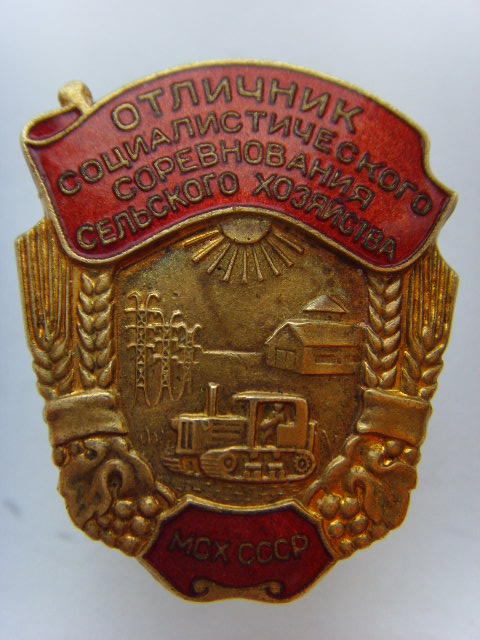 ОТЛИЧНИК
СОЦИАЛИСТИЧЕСКОГО
СОРЕВНОВАНИЯ
СЕЛЬСКОГО ХОЗЯЙСТВА
МСХ СССР